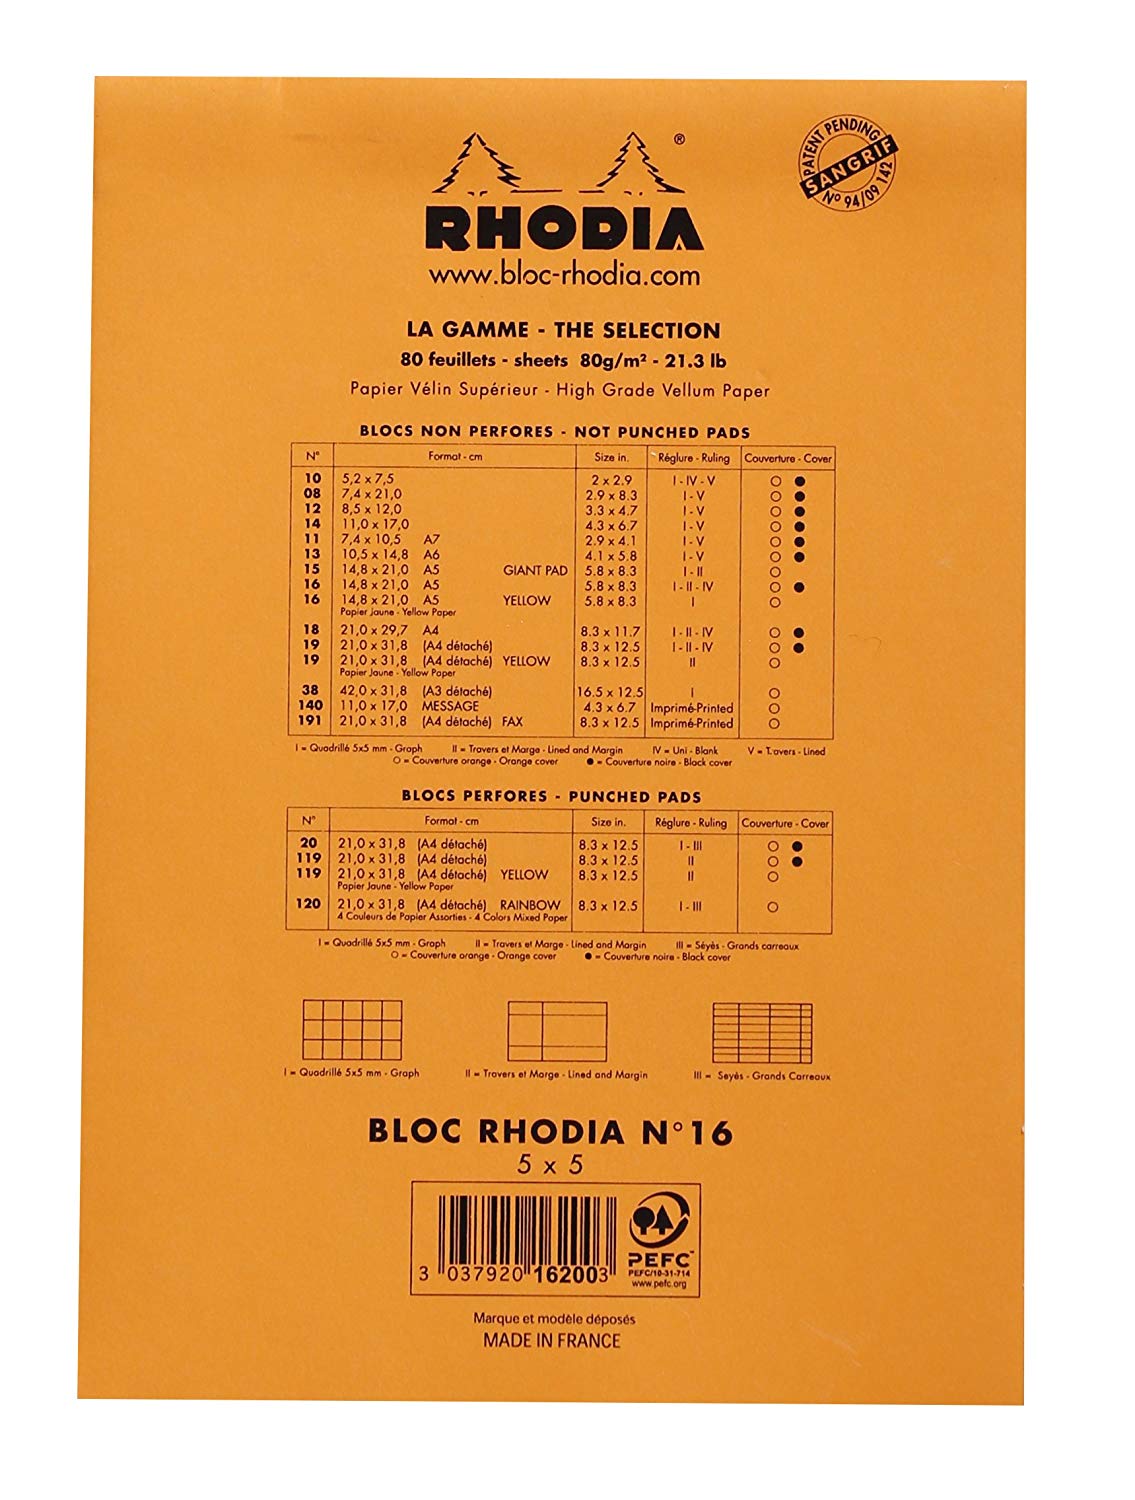 ®
RHODIA
www.bloc-rhodia.com
PATENT PENDING
SANGRIF
N° 94/09 142
LA GAMME - THE SELECTION
80 feuillets - sheets 80g/m² - 21.3 lb
Papier Vélin Supérieur - High Grade Vellum Paper
BLOCS NON PERFORES - NOT PUNCHED PADS
N° Format - cm Size in. Réglure - Ruling Couverture - Cover
10 5,2 x 7,5 2 x 2.9 I - IV - V ○ ●
08 7,4 x 21,0 2.9 x 8.3 I - V ○ ●
12 8,5 x 12,0 3.3 x 4.7 I - V ○ ●
14 11,0 x 17,0 4.3 x 6.7 I - V ○ ●
11 7,4 x 10,5 A7 2.9 x 4.1 I - V ○ ●
13 10,5 x 14,8 A6 4.1 x 5.8 I - V ○ ●
15 14,8 x 21,0 A5 GIANT PAD 5.8 x 8.3 I - II ○
16 14,8 x 21,0 A5 5.8 x 8.3 I - II - IV ○ ●
16 14,8 x 21,0 A5 YELLOW 5.8 x 8.3 I ○
Papier Jaune - Yellow Paper
18 21,0 x 29,7 A4 8.3 x 11.7 I - II - IV ○ ●
19 21,0 x 31,8 (A4 détaché) 8.3 x 12.5 I - II - IV ○ ●
19 21,0 x 31,8 (A4 détaché) YELLOW 8.3 x 12.5 II ○
Papier Jaune - Yellow Paper
38 42,0 x 31,8 (A3 détaché) 16.5 x 12.5 I ○
140 11,0 x 17,0 MESSAGE 4.3 x 6.7 Imprimé-Printed ○
191 21,0 x 31,8 (A4 détaché) FAX 8.3 x 12.5 Imprimé-Printed ○
I = Quadrillé 5x5 mm - Graph II = Travers et Marge - Lined and Margin IV = Uni - Blank V = Travers - Lined
○ = Couverture orange - Orange cover ● = Couverture noire - Black cover
BLOCS PERFORES - PUNCHED PADS
N° Format - cm Size in. Réglure - Ruling Couverture - Cover
20 21,0 x 31,8 (A4 détaché) 8.3 x 12.5 I - III ○ ●
119 21,0 x 31,8 (A4 détaché) 8.3 x 12.5 II ○ ●
119 21,0 x 31,8 (A4 détaché) YELLOW 8.3 x 12.5 II ○
Papier Jaune - Yellow Paper
120 21,0 x 31,8 (A4 détaché) RAINBOW 8.3 x 12.5 I - III ○
4 Couleurs de Papier Assorties - 4 Colors Mixed Paper
I = Quadrillé 5x5 mm - Graph II = Travers et Marge - Lined and Margin III = Séyès - Grands carreaux
○ = Couverture orange - Orange cover ● = Couverture noire - Black cover
I = Quadrillé 5x5 mm - Graph II = Travers et Marge - Lined and Margin III = Seyès - Grands Carreaux
BLOC RHODIA N° 16
5 x 5
3 037920 162003
PEFC™
PEFC/10-31-714
www.pefc.org
Marque et modèle déposés
MADE IN FRANCE